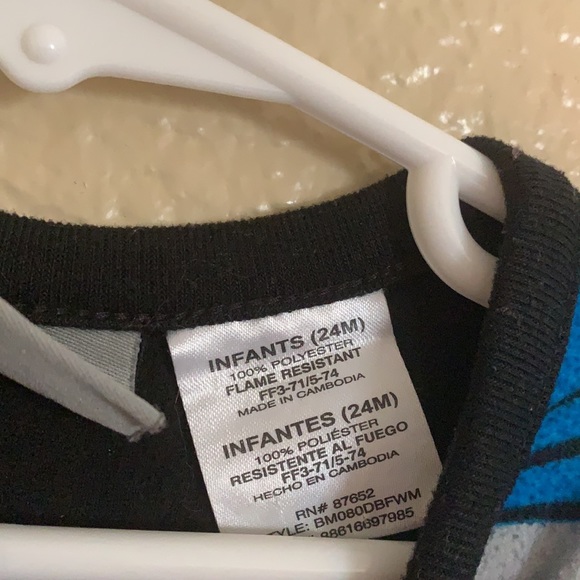 INFANTS (24M)
100% POLYESTER
FLAME RESISTANT
FF3-71/5-74
MADE IN CAMBODIA
INFANTES (24M)
100% POLIÉSTER
RESISTENTE AL FUEGO
FF3-71/5-74
HECHO EN CAMBODIA
RN# 87652
STYLE: BM080DBFWM